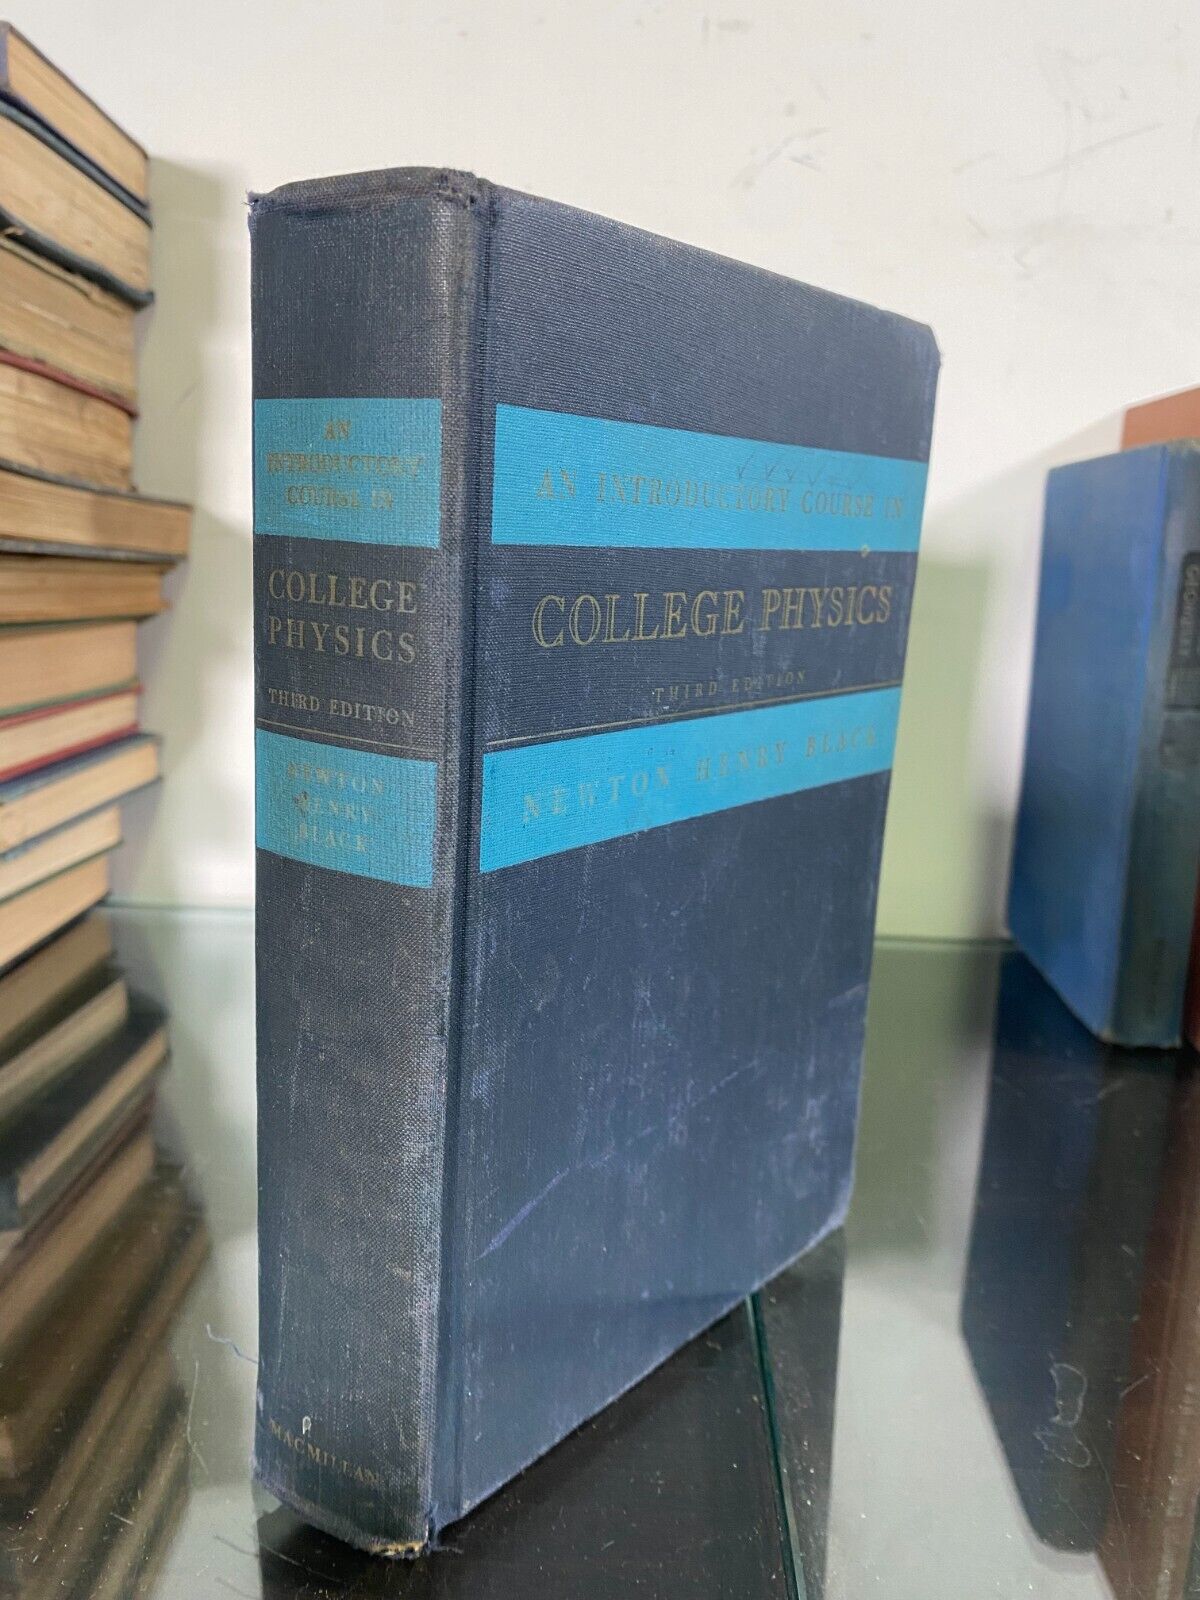 AN
INTRODUCTORY
COURSE IN
COLLEGE
PHYSICS
THIRD EDITION
NEWTON
HENRY
BLACK
MACMILLAN
AN INTRODUCTORY COURSE IN
COLLEGE PHYSICS
THIRD EDITION
NEWTON HENRY BLACK